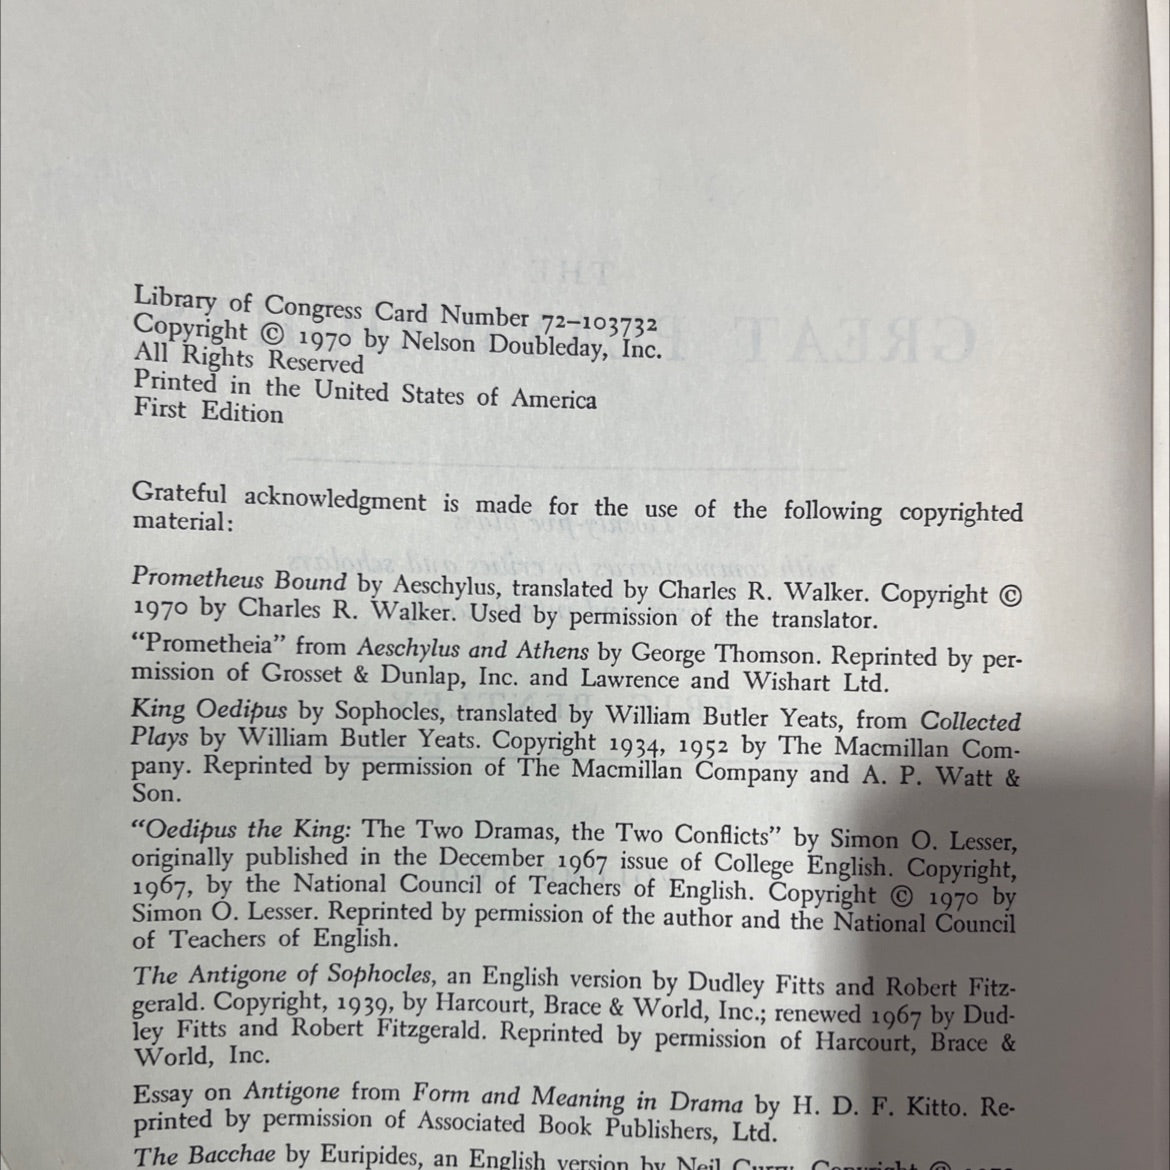 Library of Congress Card Number 72–103732
Copyright © 1970 by Nelson Doubleday, Inc.
All Rights Reserved
Printed in the United States of America
First Edition
Grateful acknowledgment is made for the use of the following copyrighted
material:
Prometheus Bound by Aeschylus, translated by Charles R. Walker. Copyright ©
1970 by Charles R. Walker. Used by permission of the translator.
“Prometheia” from Aeschylus and Athens by George Thomson. Reprinted by per-
mission of Grosset & Dunlap, Inc. and Lawrence and Wishart Ltd.
King Oedipus by Sophocles, translated by William Butler Yeats, from Collected
Plays by William Butler Yeats. Copyright 1934, 1952 by The Macmillan Com-
pany. Reprinted by permission of The Macmillan Company and A. P. Watt &
Son.
“Oedipus the King: The Two Dramas, the Two Conflicts” by Simon O. Lesser,
originally published in the December 1967 issue of College English. Copyright,
1967, by the National Council of Teachers of English. Copyright © 1970 by
Simon O. Lesser. Reprinted by permission of the author and the National Council
of Teachers of English.
The Antigone of Sophocles, an English version by Dudley Fitts and Robert Fitz-
gerald. Copyright, 1939, by Harcourt, Brace & World, Inc.; renewed 1967 by Dud-
ley Fitts and Robert Fitzgerald. Reprinted by permission of Harcourt, Brace &
World, Inc.
Essay on Antigone from Form and Meaning in Drama by H. D. F. Kitto. Re-
printed by permission of Associated Book Publishers, Ltd.
The Bacchae by Euripides, an English version by Neil Curry. Copyright ©